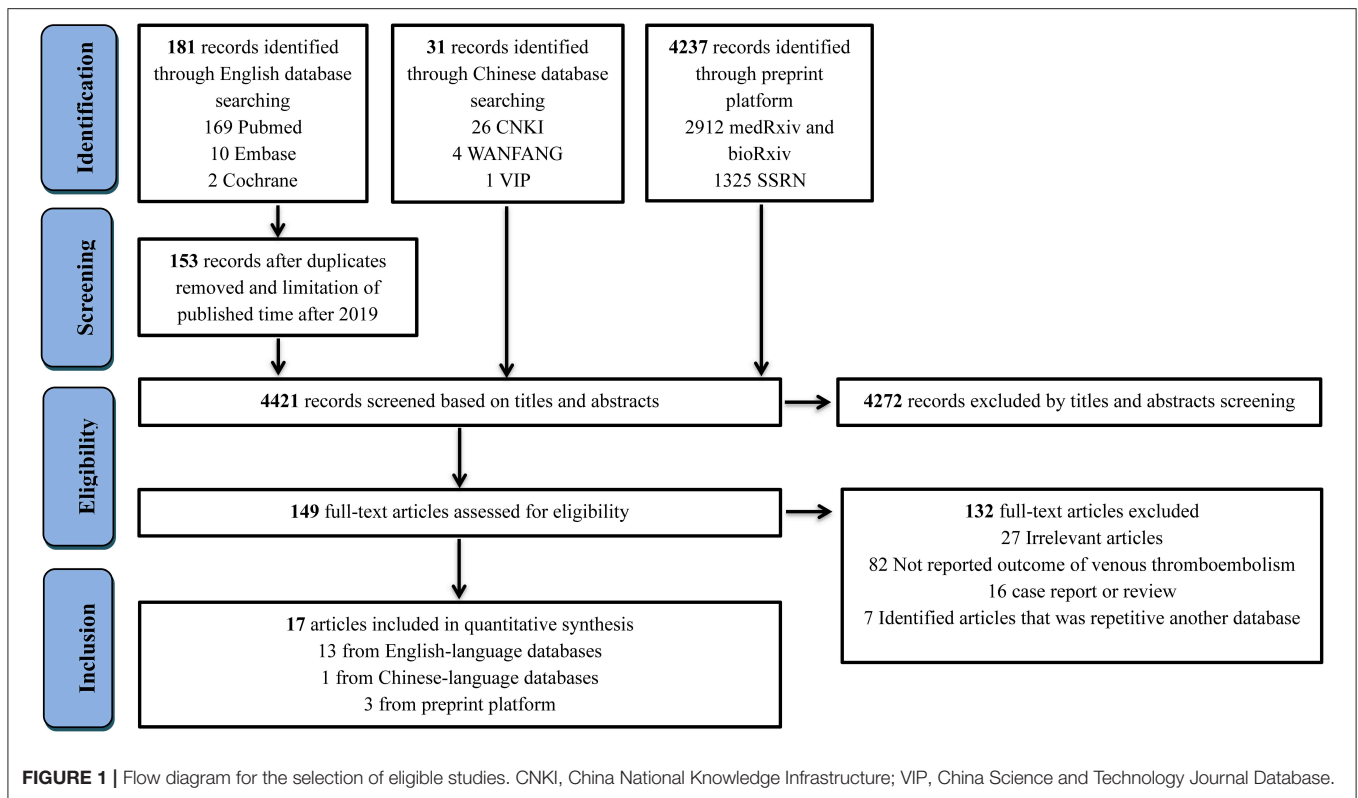 Identification
181 records identified
through English database
searching
169 Pubmed
10 Embase
2 Cochrane
31 records identified
through Chinese database
searching
26 CNKI
4 WANFANG
1 VIP
4237 records identified
through preprint
platform
2912 medRxiv and
bioRxiv
1325 SSRN
Screening
153 records after duplicates
removed and limitation of
published time after 2019
4421 records screened based on titles and abstracts
4272 records excluded by titles and abstracts screening
Eligibility
149 full-text articles assessed for eligibility
132 full-text articles excluded
27 Irrelevant articles
82 Not reported outcome of venous thromboembolism
16 case report or review
7 Identified articles that was repetitive another database
Inclusion
17 articles included in quantitative synthesis
13 from English-language databases
1 from Chinese-language databases
3 from preprint platform
FIGURE 1 | Flow diagram for the selection of eligible studies. CNKI, China National Knowledge Infrastructure; VIP, China Science and Technology Journal Database.